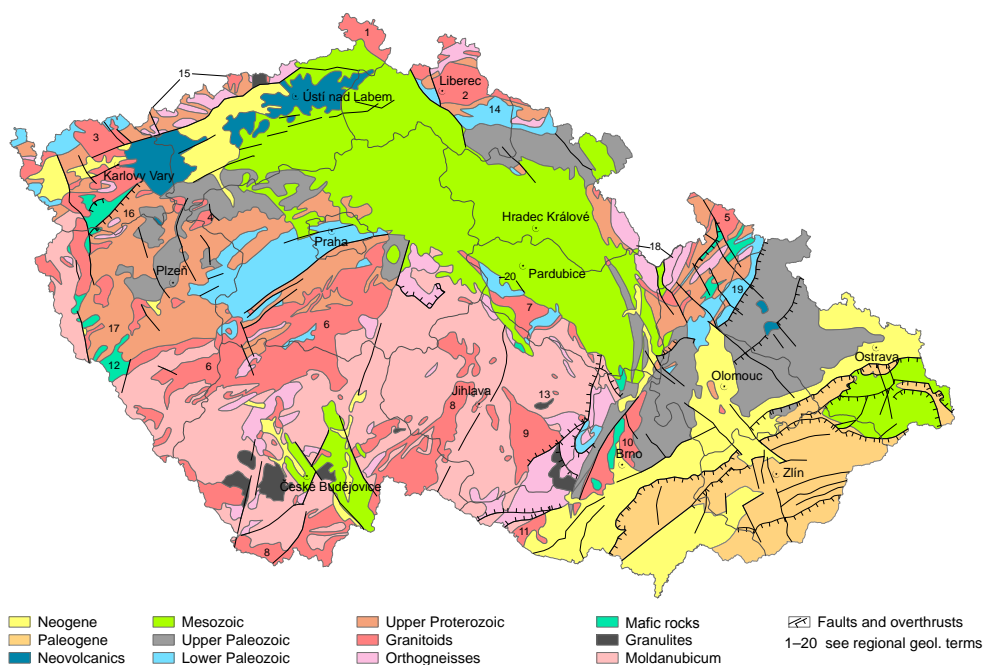 1
15
Liberec
2
Ústí nad Labem
14
3
Karlovy Vary
16
4
5
Hradec Králové
Praha
18
Plzeň
20
Pardubice
19
7
17
6
12
6
Ostrava
Olomouc
Jihlava
13
8
9
10
Brno
Zlín
České Budějovice
11
8
Neogene
Mesozoic
Upper Proterozoic
Mafic rocks
Faults and overthrusts
Paleogene
Upper Paleozoic
Granitoids
Granulites
1–20 see regional geol. terms
Neovolcanics
Lower Paleozoic
Orthogneisses
Moldanubicum